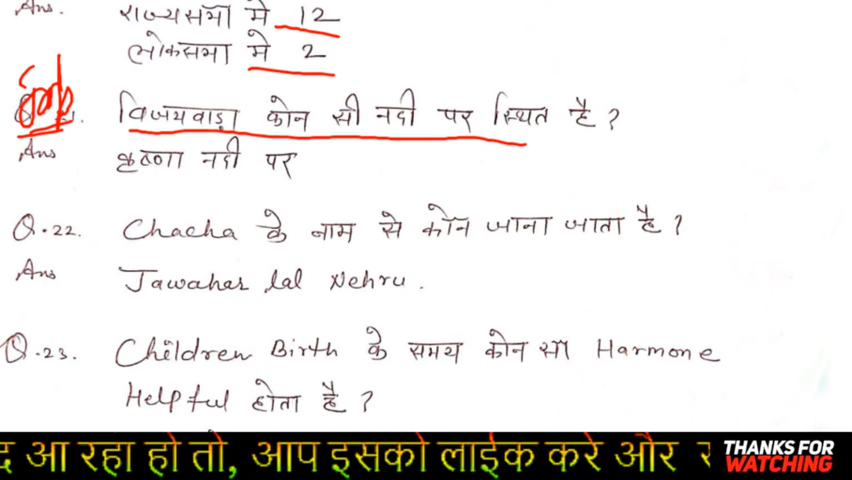 Ans. राज्यसभा मे 12
लोकसभा मे 2
विजयवाड़ा कोन सी नदी पर स्थित है?
Ans कृष्णा नदी पर
Q.22. Chacha के नाम से कोन जाना जाता है?
Ans Jawahar lal Nehru.
Q.23. Children Birth के समय कोन सा Harmone
Helpful होता है?
द आ रहा हो तो, आप इसको लाईक करे और
THANKS FOR
WATCHING